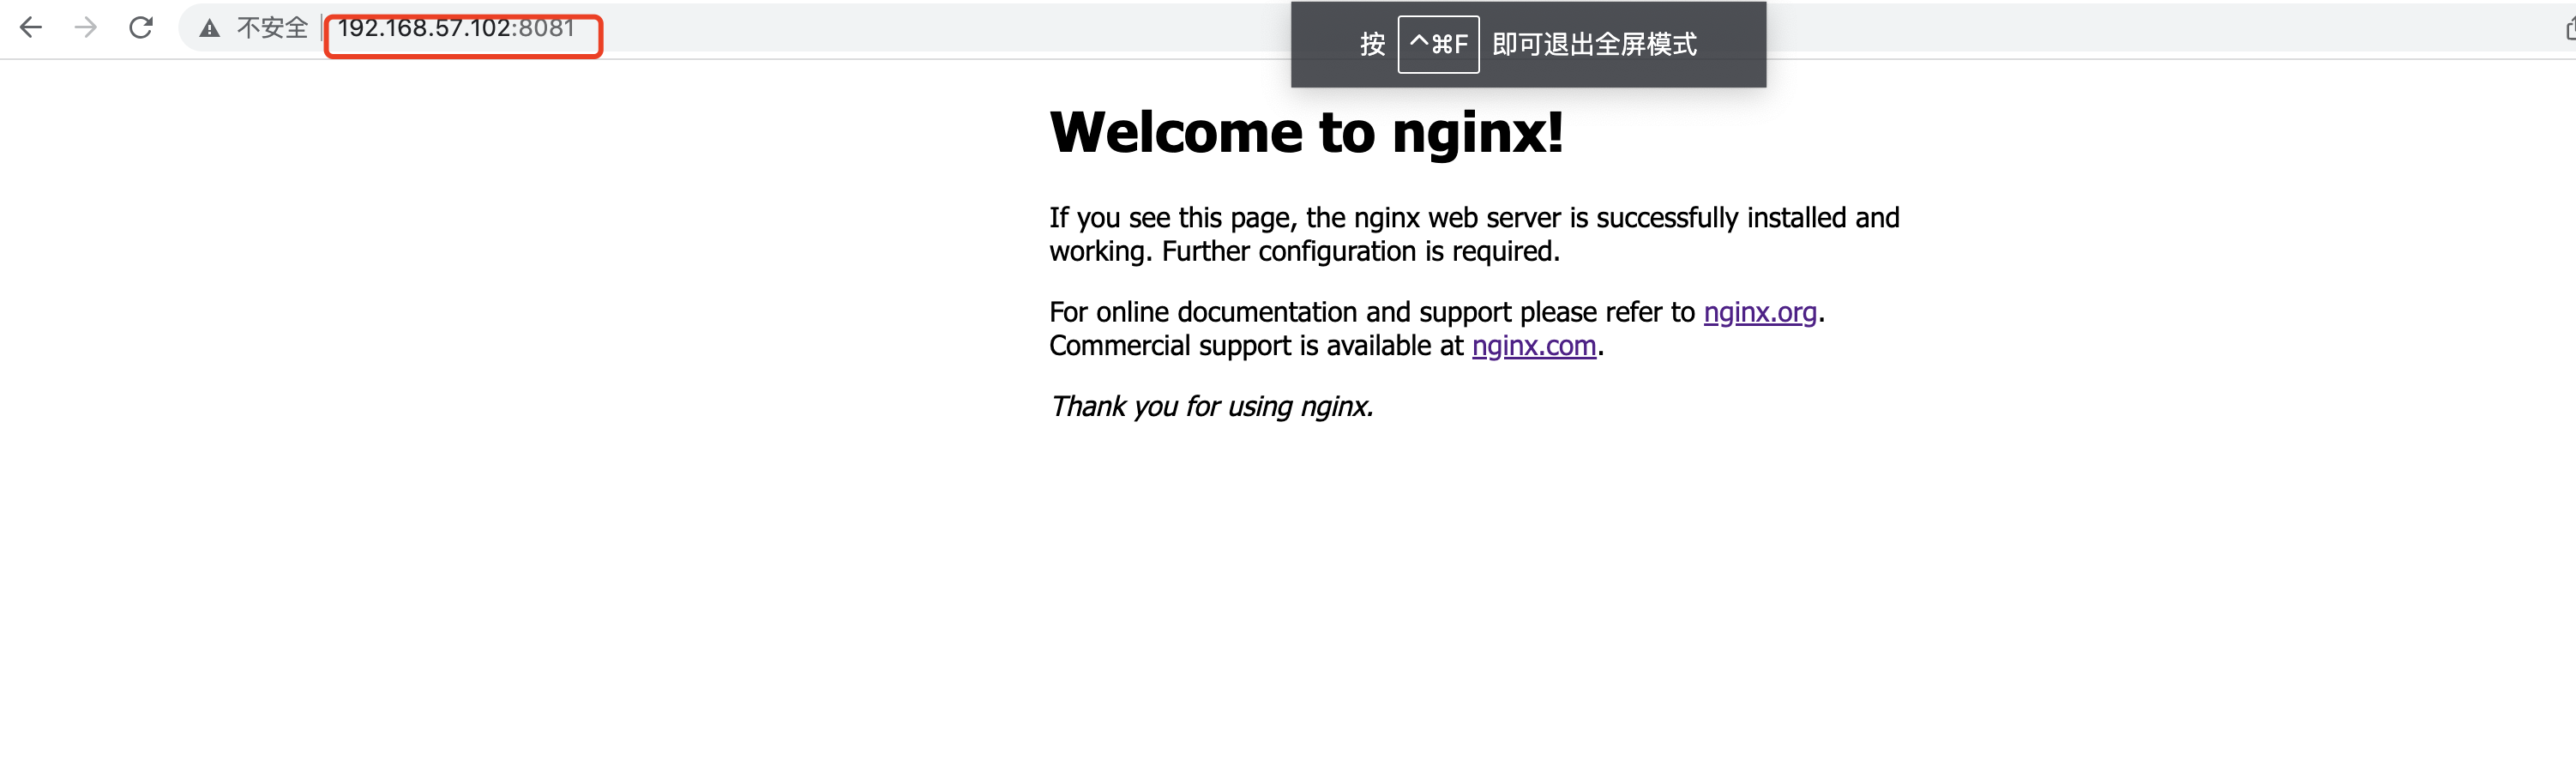 不安全 | 192.168.57.102:8081
按 ^⌘F 即可退出全屏模式
Welcome to nginx!
If you see this page, the nginx web server is successfully installed and
working. Further configuration is required.
For online documentation and support please refer to nginx.org.
Commercial support is available at nginx.com.
Thank you for using nginx.